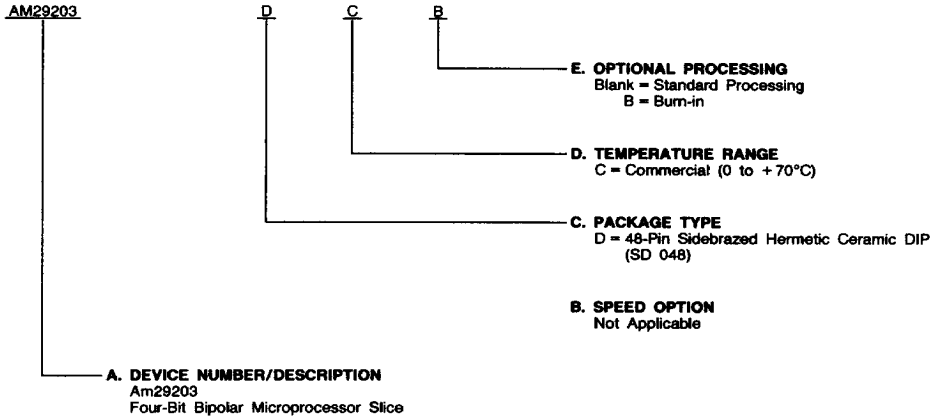 AM29203 D C B
E. OPTIONAL PROCESSING
Blank = Standard Processing
B = Burn-in
D. TEMPERATURE RANGE
C = Commercial (0 to +70°C)
C. PACKAGE TYPE
D = 48-Pin Sidebrazed Hermetic Ceramic DIP
(SD 048)
B. SPEED OPTION
Not Applicable
A. DEVICE NUMBER/DESCRIPTION
Am29203
Four-Bit Bipolar Microprocessor Slice